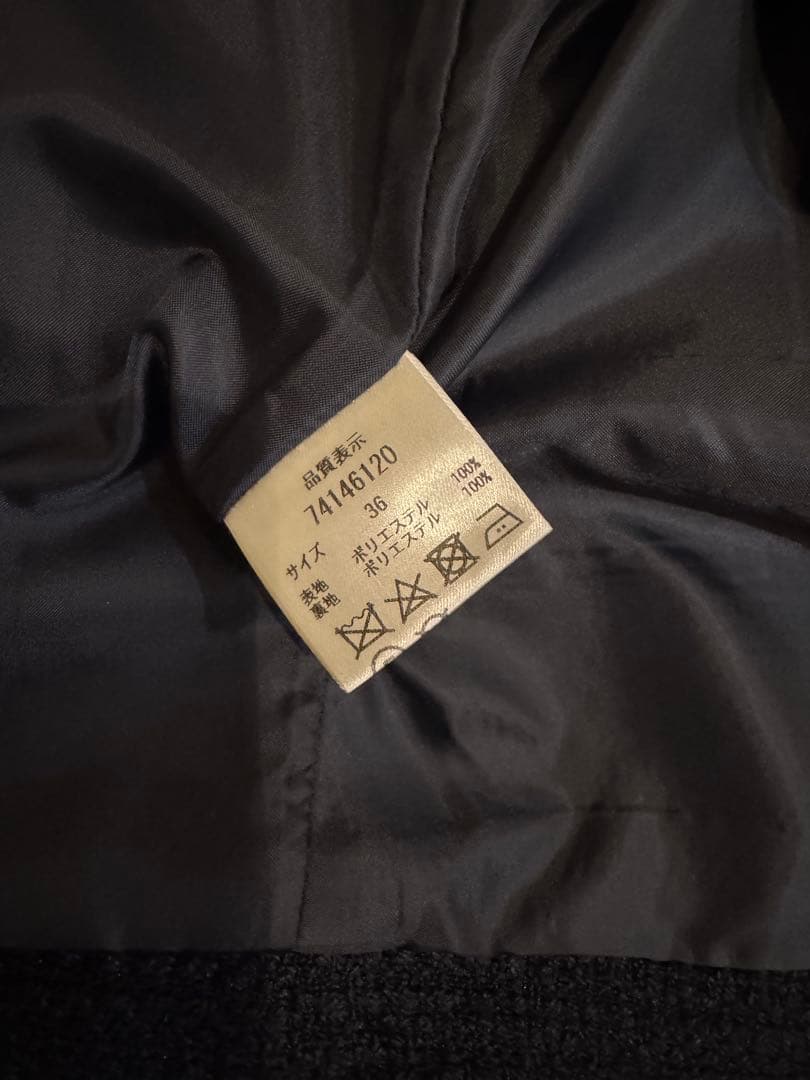 品質表示
74146120
サイズ 36
表地 ポリエステル 100%
裏地 ポリエステル 100%